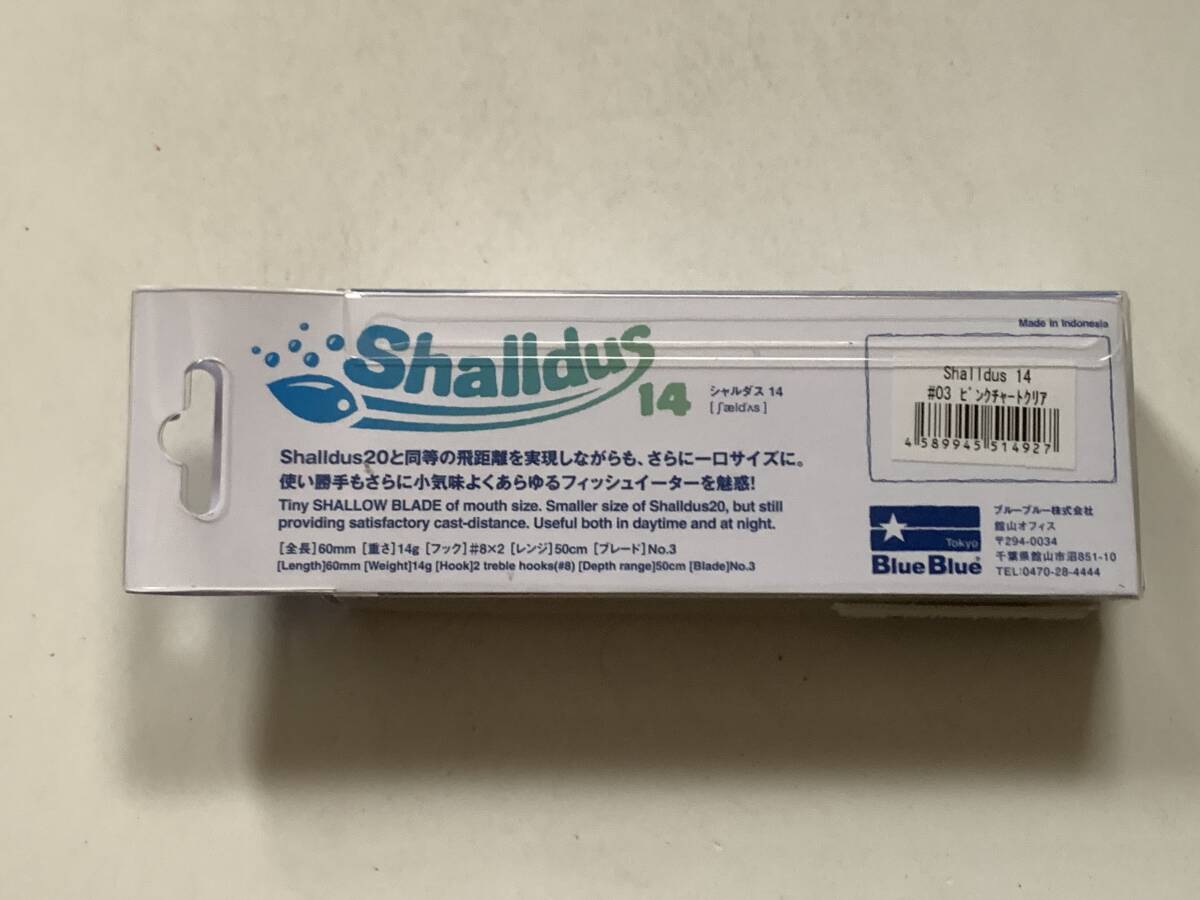 Shalldus
14
シャルダス 14
[ʃældʌs]
Shalldus20と同等の飛距離を実現しながらも、さらに一口サイズに。
使い勝手もさらに小気味よくあらゆるフィッシュイーターを魅惑!
Tiny SHALLOW BLADE of mouth size. Smaller size of Shalldus20, but still
providing satisfactory cast-distance. Useful both in daytime and at night.
[全長]60mm [重さ]14g [フック]#8×2 [レンジ]50cm [ブレード]No.3
[Length]60mm [Weight]14g [Hook]2 treble hooks(#8) [Depth range]50cm [Blade]No.3
Made in Indonesia
Shalldus 14
#03 ピンクチャートクリア
4 589945 514927
Tokyo
BlueBlue®
ブルーブルー株式会社
館山オフィス
〒294-0034
千葉県館山市沼851-10
TEL:0470-28-4444